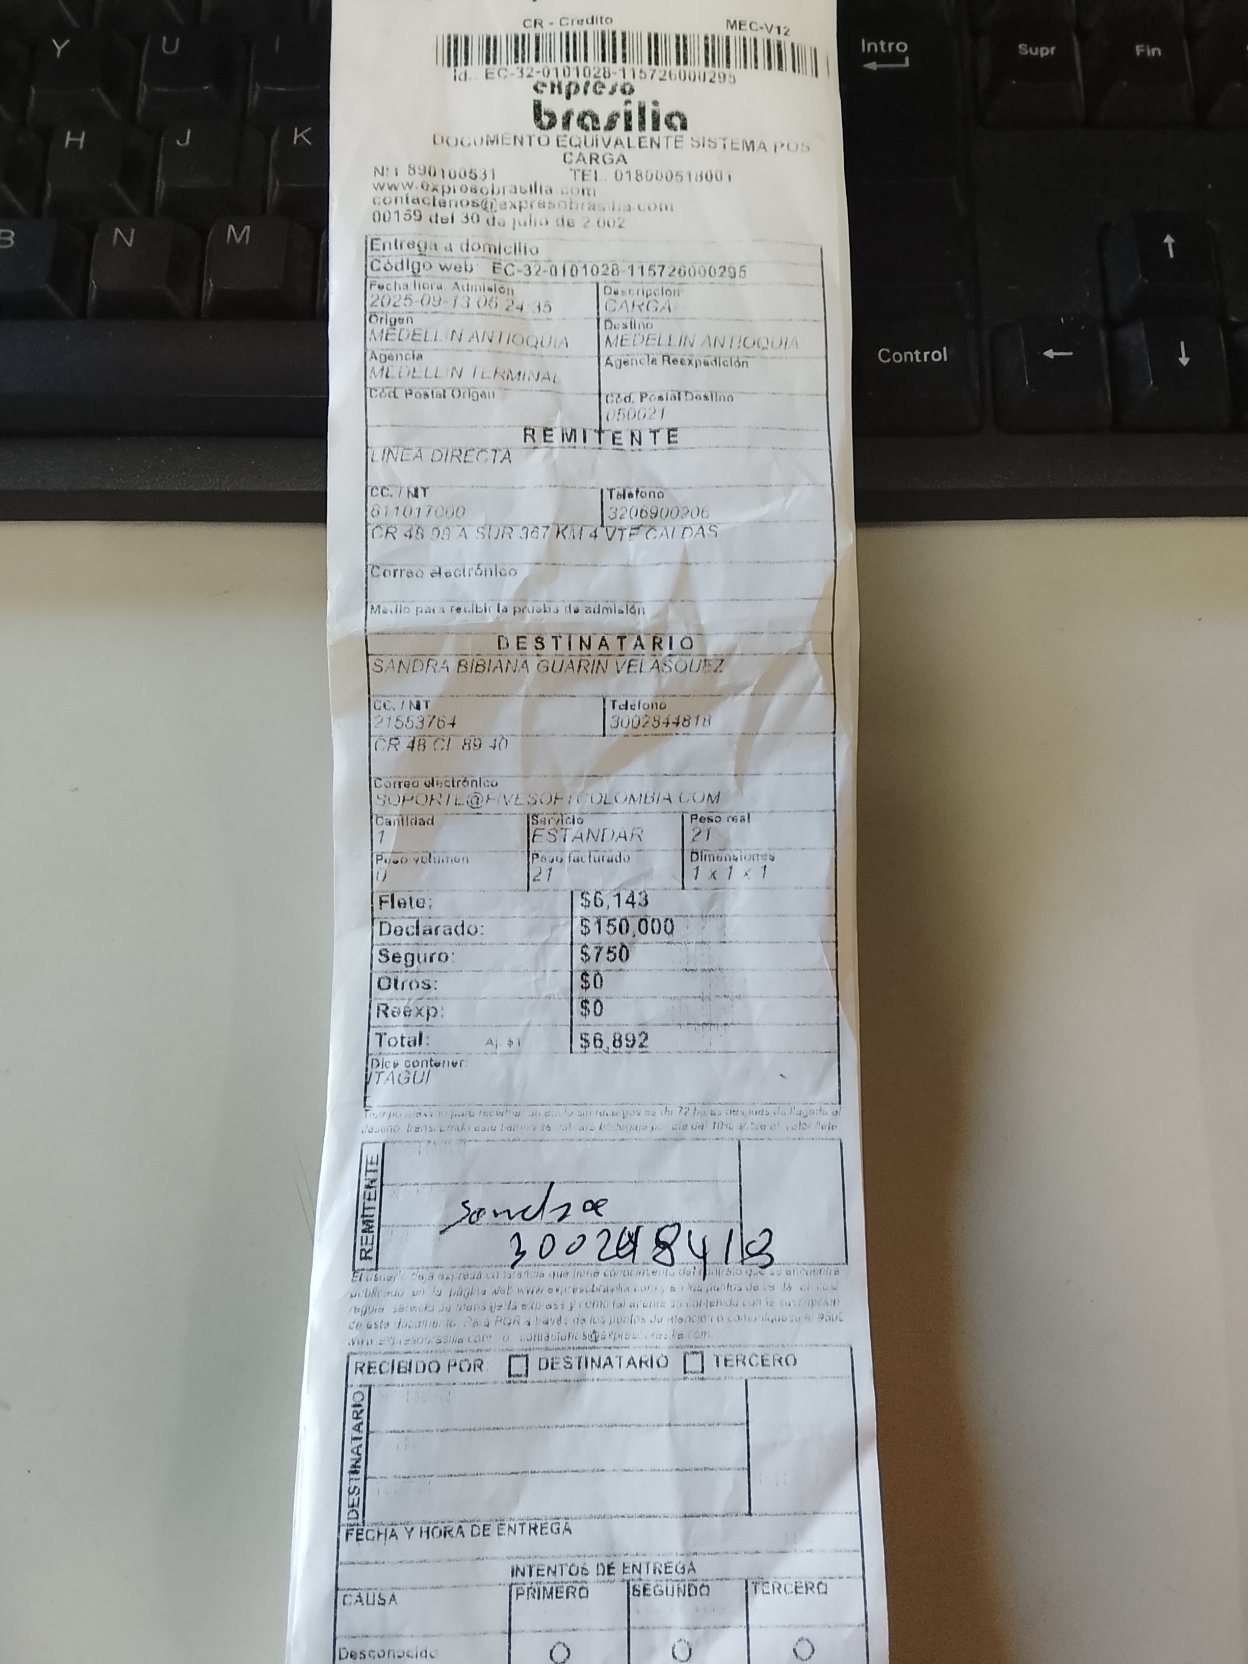 CR - Credito MEC-V12
Id.. EC-32-0101028-115726000295
expreso
brasilia
DOCUMENTO EQUIVALENTE SISTEMA POS
CARGA
NIT 890100531 TEL. 018000518001
www.expresobrasilia.com
contactenos@expresobrasilia.com
00159 del 30 de julio de 2002
Entrega a domicilio
Código web: EC-32-0101028-115726000295
Fecha hora Admisión Descripción
2025-09-13 06:24:35 CARGA
Origen Destino
MEDELLIN ANTIOQUIA MEDELLIN ANTIOQUIA
Agencia Agencia Reexpedición
MEDELLIN TERMINAL
Cód. Postal Origen Cód. Postal Destino
050021
REMITENTE
LINEA DIRECTA
CC. / NIT Teléfono
811017000 3206900206
CR 48 98 A SUR 367 KM 4 VTE CALDAS
Correo electrónico
Medio para recibir la prueba de admisión
DESTINATARIO
SANDRA BIBIANA GUARIN VELASQUEZ
CC. / NIT Teléfono
21553764 3002844818
CR 48 CL 89 40
Correo electrónico
SOPORTE@FIVESOFTCOLOMBIA.COM
Cantidad Servicio Peso real
1 ESTANDAR 21
Peso volumen Peso facturado Dimensiones
0 21 1 x 1 x 1
Flete: $6,143
Declarado: $150,000
Seguro: $750
Otros: $0
Reexp: $0
Total: Aj. $1 $6,892
Dice contener:
ITAGUI
REMITENTE
Sandra
RECIBIDO POR: DESTINATARIO TERCERO
DESTINATARIO
FECHA Y HORA DE ENTREGA
INTENTOS DE ENTREGA
CAUSA PRIMERO SEGUNDO TERCERO
Desconocido
Intro
Supr
Fin
Control
Y
U
I
H
J
K
B
N
M